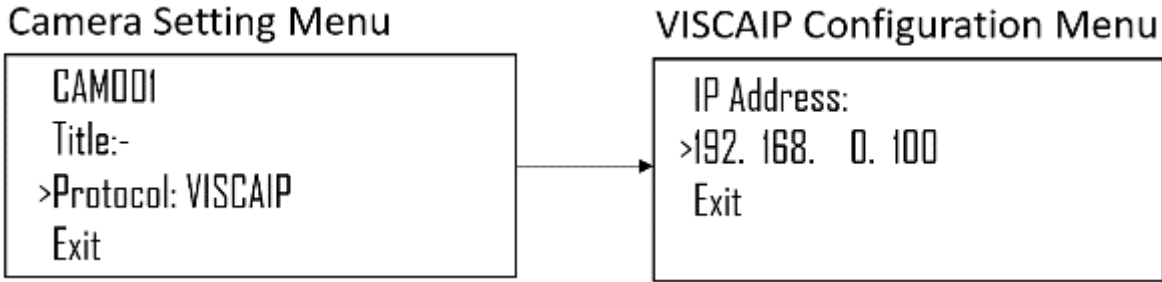 Camera Setting Menu
CAM001
Title:-
>Protocol: VISCAIP
Exit
VISCAIP Configuration Menu
IP Address:
>192. 168. 0. 100
Exit